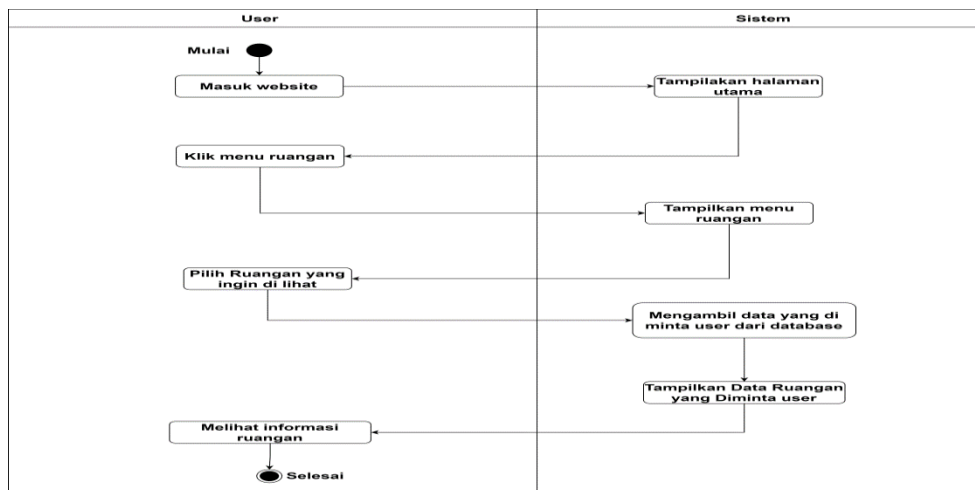 User
Sistem
Mulai
Masuk website
Tampilakan halaman
utama
Klik menu ruangan
Tampilkan menu
ruangan
Pilih Ruangan yang
ingin di lihat
Mengambil data yang di
minta user dari database
Tampilkan Data Ruangan
yang Diminta user
Melihat informasi
ruangan
Selesai